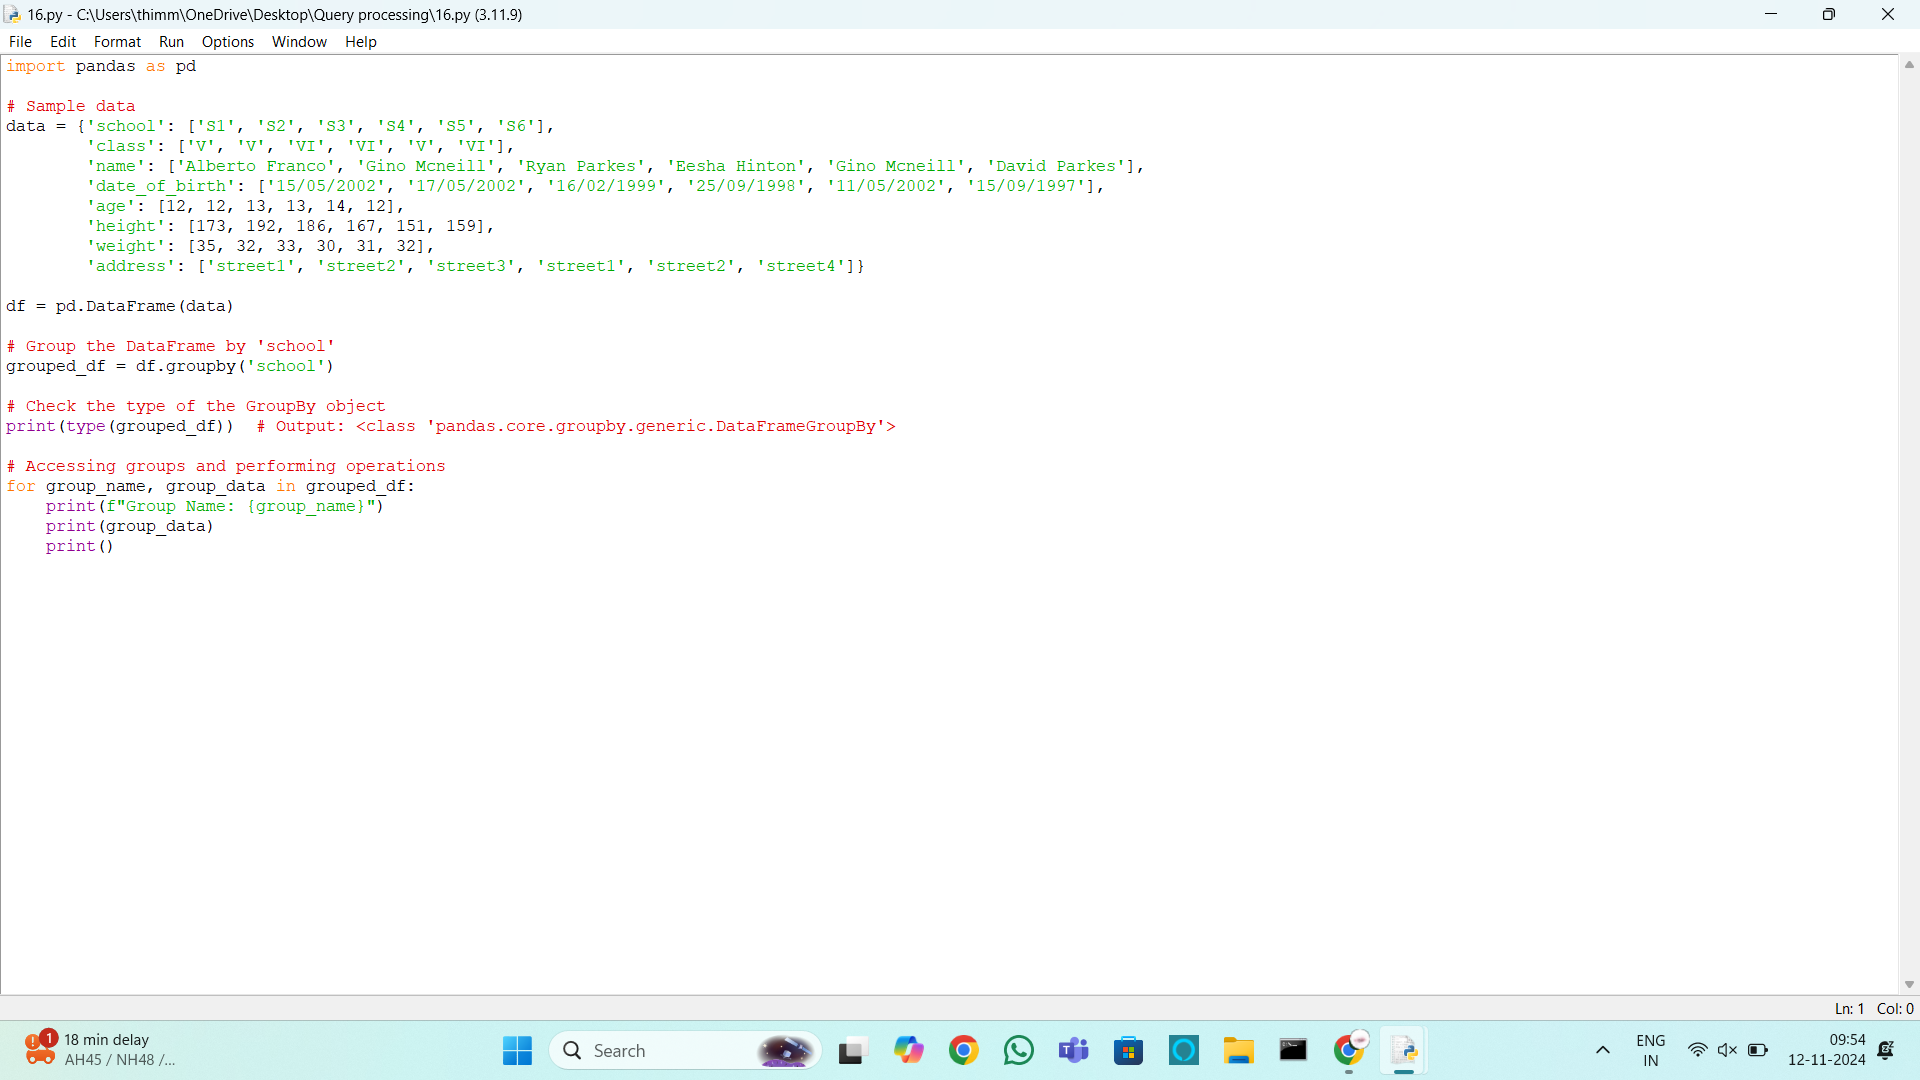 16.py - C:\Users\thimm\OneDrive\Desktop\Query processing\16.py (3.11.9)
File Edit Format Run Options Window Help
import pandas as pd
# Sample data
data = {'school': ['S1', 'S2', 'S3', 'S4', 'S5', 'S6'],
        'class': ['V', 'V', 'VI', 'VI', 'V', 'VI'],
        'name': ['Alberto Franco', 'Gino Mcneill', 'Ryan Parkes', 'Eesha Hinton', 'Gino Mcneill', 'David Parkes'],
        'date_of_birth': ['15/05/2002', '17/05/2002', '16/02/1999', '25/09/1998', '11/05/2002', '15/09/1997'],
        'age': [12, 12, 13, 13, 14, 12],
        'height': [173, 192, 186, 167, 151, 159],
        'weight': [35, 32, 33, 30, 31, 32],
        'address': ['street1', 'street2', 'street3', 'street1', 'street2', 'street4']}
df = pd.DataFrame(data)
# Group the DataFrame by 'school'
grouped_df = df.groupby('school')
# Check the type of the GroupBy object
print(type(grouped_df))  # Output: <class 'pandas.core.groupby.generic.DataFrameGroupBy'>
# Accessing groups and performing operations
for group_name, group_data in grouped_df:
    print(f"Group Name: {group_name}")
    print(group_data)
    print()
Ln: 1 Col: 0
1
18 min delay
AH45 / NH48 /...
Search
ENG
IN
09:54
12-11-2024